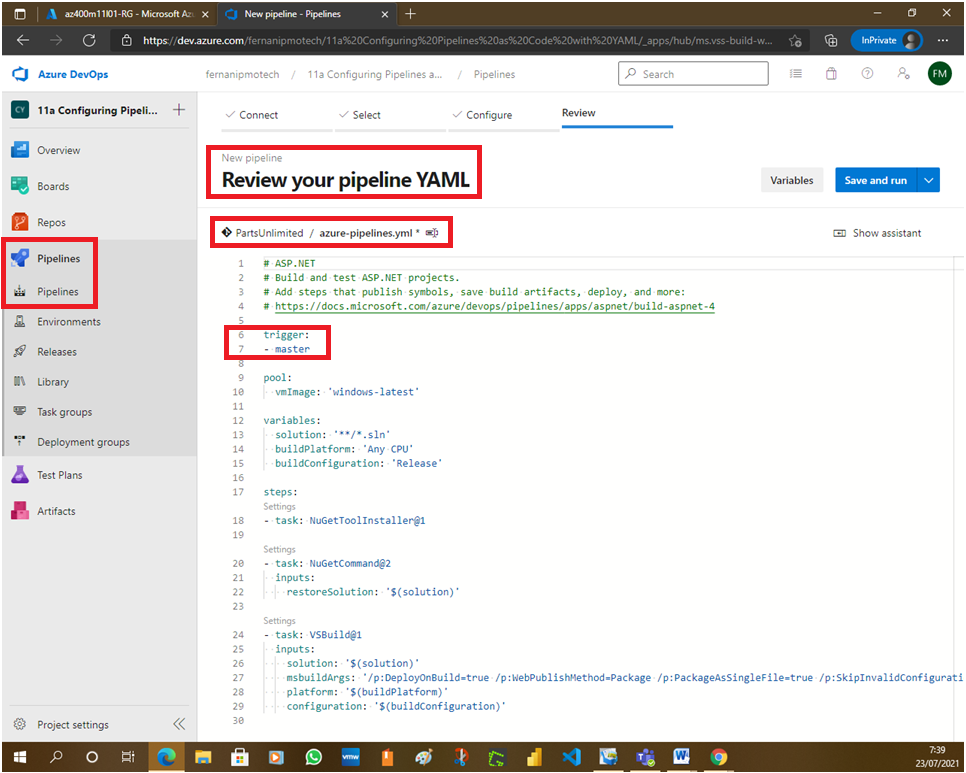 az400m11l01-RG - Microsoft Az
New pipeline - Pipelines
https://dev.azure.com/fernanipmotech/11a%20Configuring%20Pipelines%20as%20Code%20with%20YAML/_apps/hub/ms.vss-build-w...
InPrivate
Azure DevOps
fernanipmotech / 11a Configuring Pipelines a... / Pipelines
Search
FM
CY
11a Configuring Pipeli...
Overview
Boards
Repos
Pipelines
Pipelines
Environments
Releases
Library
Task groups
Deployment groups
Test Plans
Artifacts
Project settings
Connect
Select
Configure
Review
New pipeline
Review your pipeline YAML
Variables
Save and run
PartsUnlimited / azure-pipelines.yml *
Show assistant
1 # ASP.NET
2 # Build and test ASP.NET projects.
3 # Add steps that publish symbols, save build artifacts, deploy, and more:
4 # https://docs.microsoft.com/azure/devops/pipelines/apps/aspnet/build-aspnet-4
5
6 trigger:
7 - master
8
9 pool:
10 vmImage: 'windows-latest'
11
12 variables:
13 solution: '**/*.sln'
14 buildPlatform: 'Any CPU'
15 buildConfiguration: 'Release'
16
17 steps:
Settings
18 - task: NuGetToolInstaller@1
19
Settings
20 - task: NuGetCommand@2
21 inputs:
22 restoreSolution: '$(solution)'
23
Settings
24 - task: VSBuild@1
25 inputs:
26 solution: '$(solution)'
27 msbuildArgs: '/p:DeployOnBuild=true /p:WebPublishMethod=Package /p:PackageAsSingleFile=true /p:SkipInvalidConfigurati
28 platform: '$(buildPlatform)'
29 configuration: '$(buildConfiguration)'
30
vmw
7:39
23/07/2021